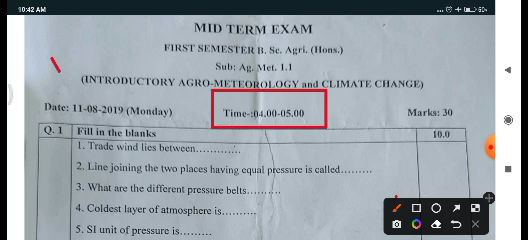 10:42 AM
MID TERM EXAM
FIRST SEMESTER B. Sc. Agri. (Hons.)
Sub: Ag. Met. 1.1
(INTRODUCTORY AGRO-METEOROLOGY and CLIMATE CHANGE)
Date: 11-08-2019 (Monday) Time-:04.00-05.00 Marks: 30
Q. 1 Fill in the blanks 10.0
1. Trade wind lies between.............
2. Line joining the two places having equal pressure is called.........
3. What are the different pressure belts..........
4. Coldest layer of atmosphere is..........
5. SI unit of pressure is.........